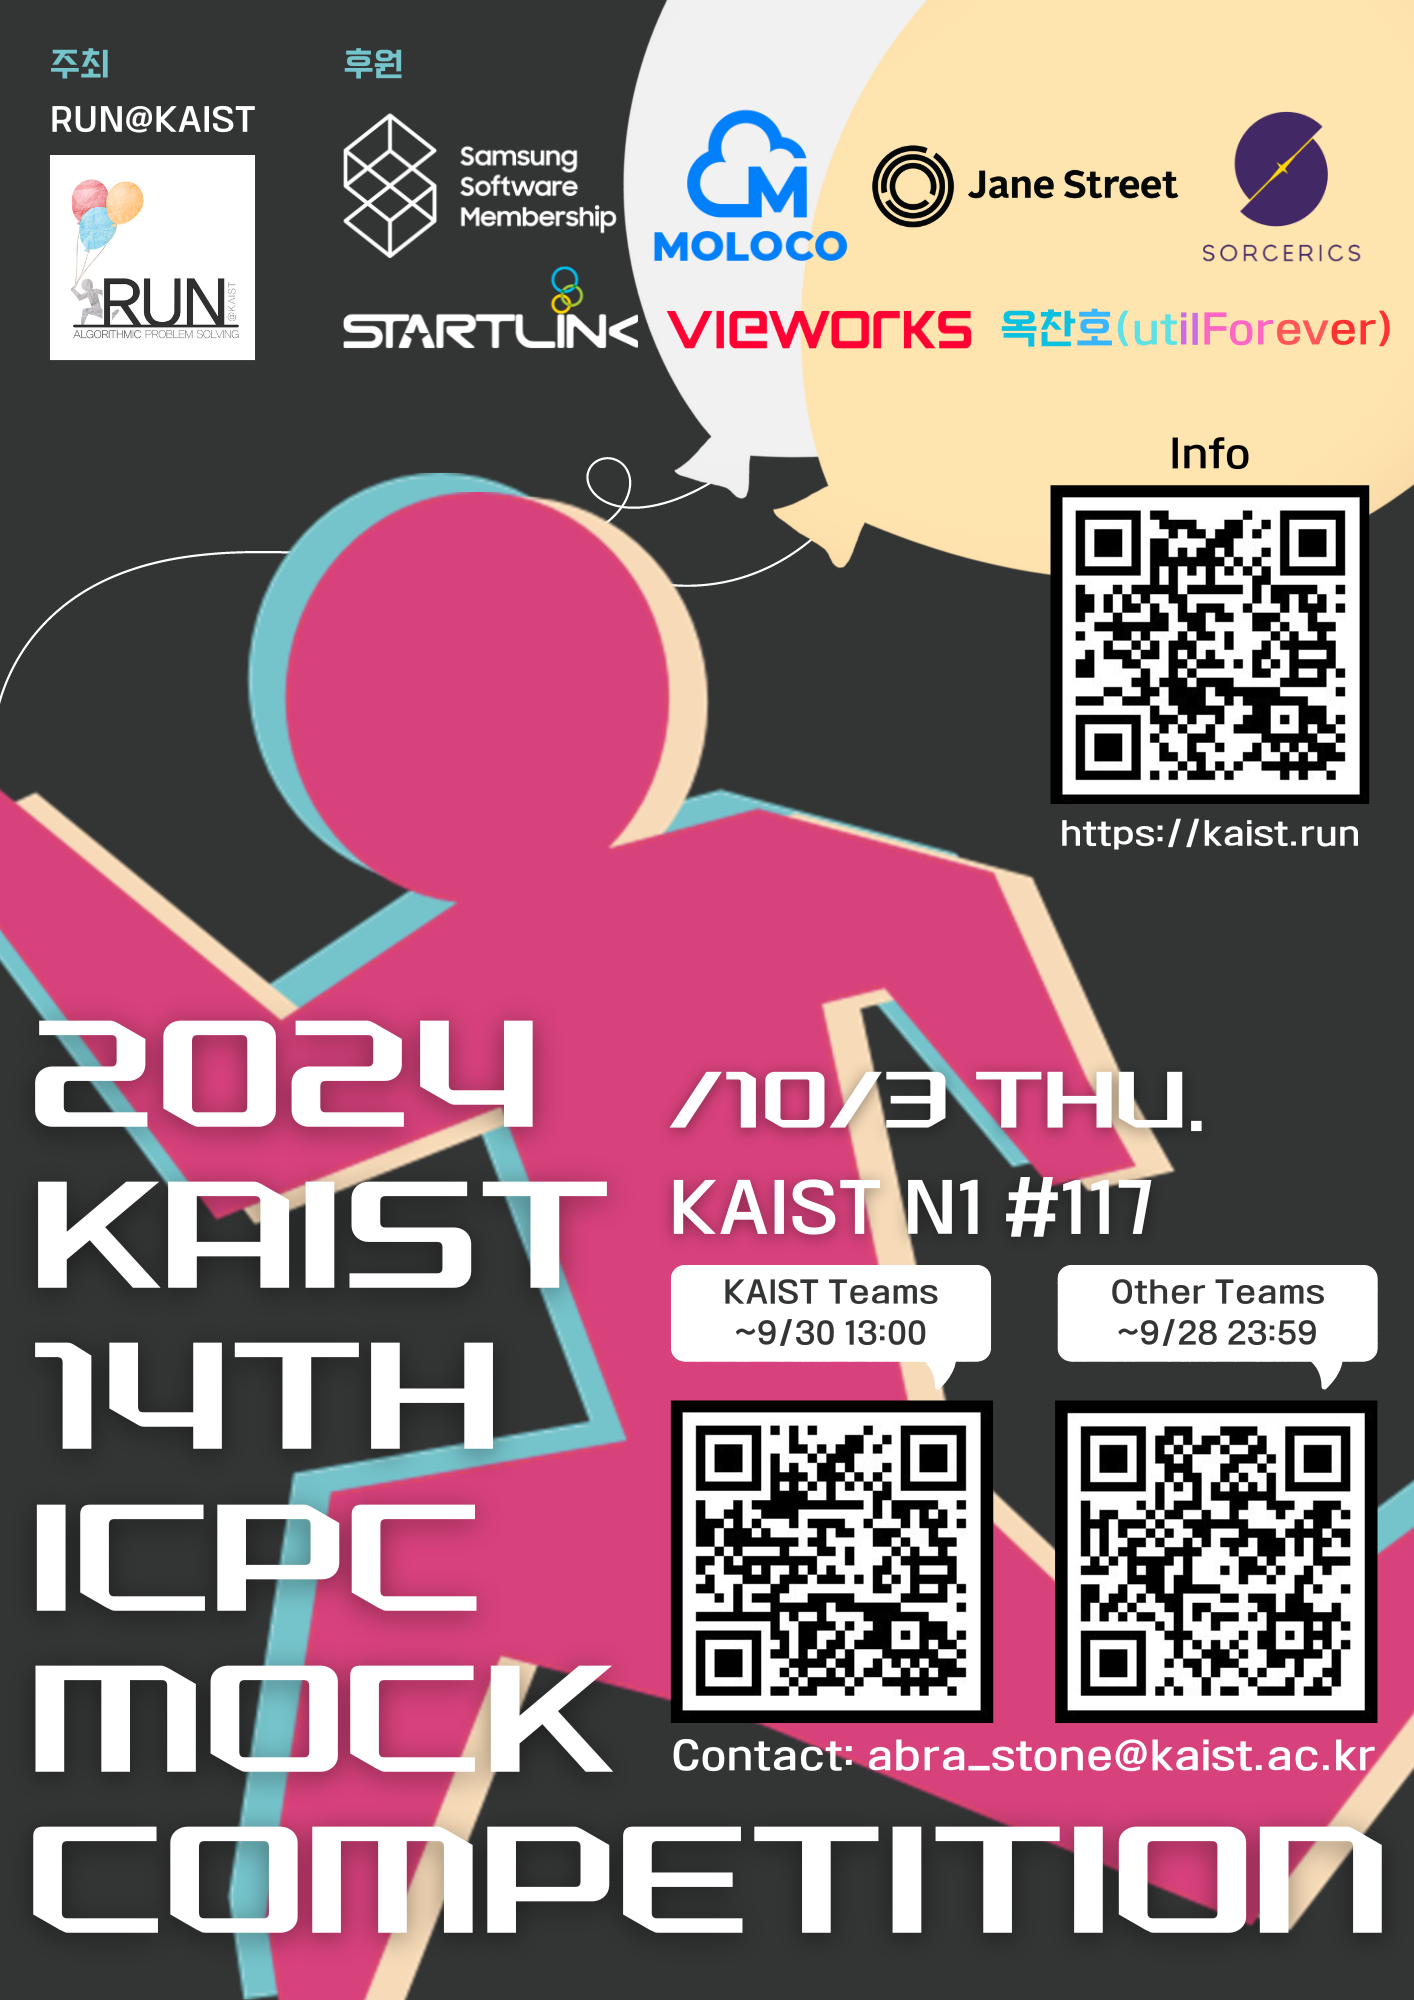 주최
RUN@KAIST
RUN
@KAIST
ALGORITHMIC PROBLEM SOLVING
후원
Samsung
Software
Membership
MOLOCO
Jane Street
SORCERICS
STARTLINK
VIEWORKS
옥찬호(utilForever)
Info
https://kaist.run
2024
KAIST
14TH
ICPC
MOCK
COMPETITION
/10/3 THU.
KAIST N1 #117
KAIST Teams
~9/30 13:00
Other Teams
~9/28 23:59
Contact: abra_stone@kaist.ac.kr